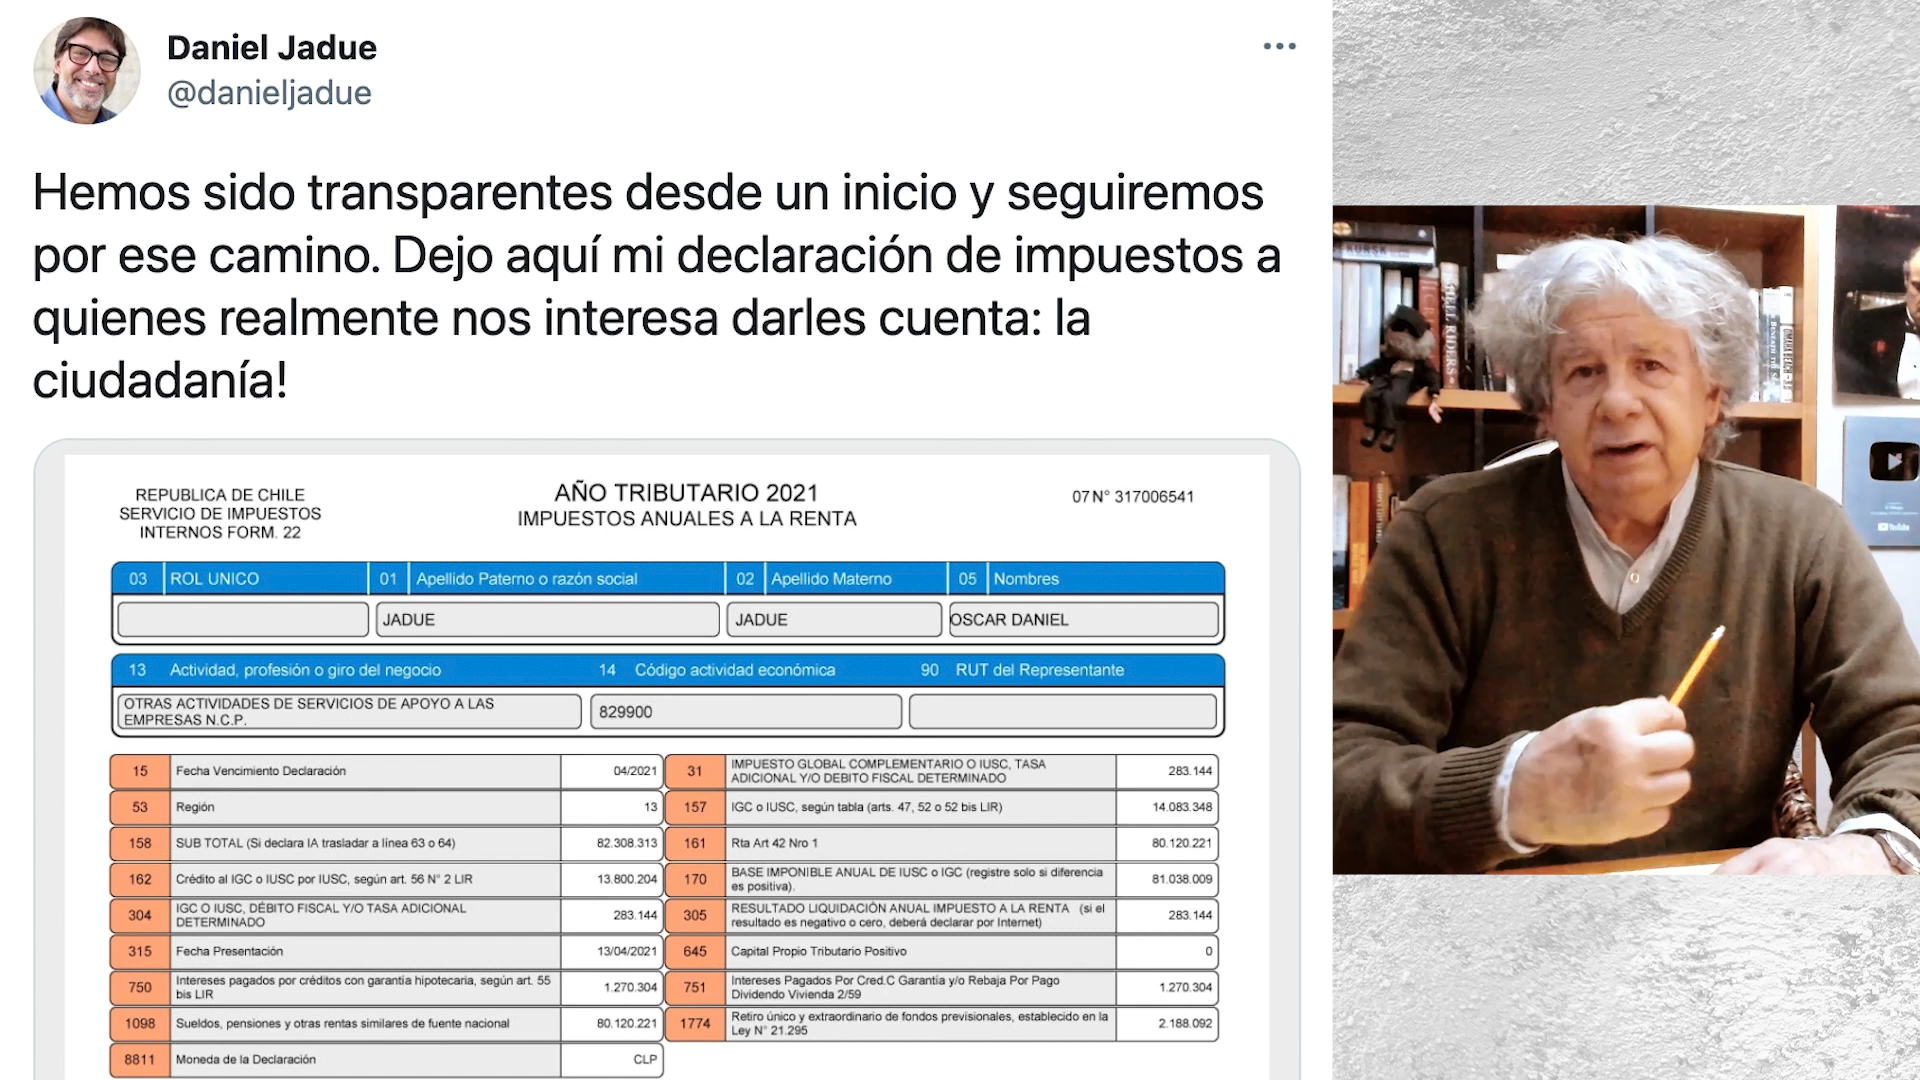 Daniel Jadue
@danieljadue
Hemos sido transparentes desde un inicio y seguiremos
por ese camino. Dejo aquí mi declaración de impuestos a
quienes realmente nos interesa darles cuenta: la
ciudadanía!
REPUBLICA DE CHILE
SERVICIO DE IMPUESTOS
INTERNOS FORM. 22
AÑO TRIBUTARIO 2021
IMPUESTOS ANUALES A LA RENTA
07 N° 317006541
03 ROL UNICO 01 Apellido Paterno o razón social 02 Apellido Materno 05 Nombres
JADUE JADUE OSCAR DANIEL
13 Actividad, profesión o giro del negocio 14 Código actividad económica 90 RUT del Representante
OTRAS ACTIVIDADES DE SERVICIOS DE APOYO A LAS
EMPRESAS N.C.P.
829900
15 Fecha Vencimiento Declaración 04/2021
31 IMPUESTO GLOBAL COMPLEMENTARIO O IUSC, TASA
ADICIONAL Y/O DEBITO FISCAL DETERMINADO 283.144
53 Región 13
157 IGC o IUSC, según tabla (arts. 47, 52 o 52 bis LIR) 14.083.348
158 SUB TOTAL (Si declara IA trasladar a línea 63 o 64) 82.308.313
161 Rta Art 42 Nro 1 80.120.221
162 Crédito al IGC o IUSC por IUSC, según art. 56 N° 2 LIR 13.800.204
170 BASE IMPONIBLE ANUAL DE IUSC o IGC (registre solo si diferencia
es positiva). 81.038.009
304 IGC O IUSC, DÉBITO FISCAL Y/O TASA ADICIONAL
DETERMINADO 283.144
305 RESULTADO LIQUIDACIÓN ANUAL IMPUESTO A LA RENTA (si el
resultado es negativo o cero, deberá declarar por Internet) 283.144
315 Fecha Presentación 13/04/2021
645 Capital Propio Tributario Positivo 0
750 Intereses pagados por créditos con garantía hipotecaria, según art. 55
bis LIR 1.270.304
751 Intereses Pagados Por Cred.C Garantía y/o Rebaja Por Pago
Dividendo Vivienda 2/59 1.270.304
1098 Sueldos, pensiones y otras rentas similares de fuente nacional 80.120.221
1774 Retiro único y extraordinario de fondos previsionales, establecido en la
Ley N° 21.295 2.188.092
8811 Moneda de la Declaración CLP
KURSK
YouTube